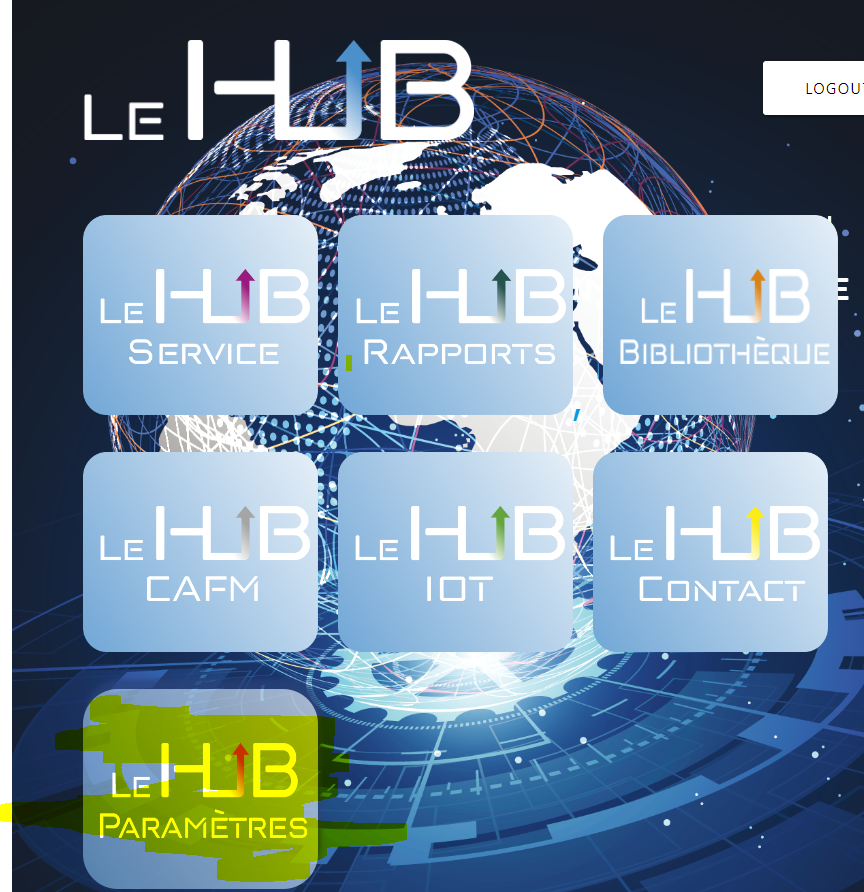 LE HUB
LOGOUT
LE HUB
SERVICE
LE HUB
RAPPORTS
LE HUB
BIBLIOTHÈQUE
LE HUB
CAFM
LE HUB
IOT
LE HUB
CONTACT
LE HUB
PARAMÈTRES